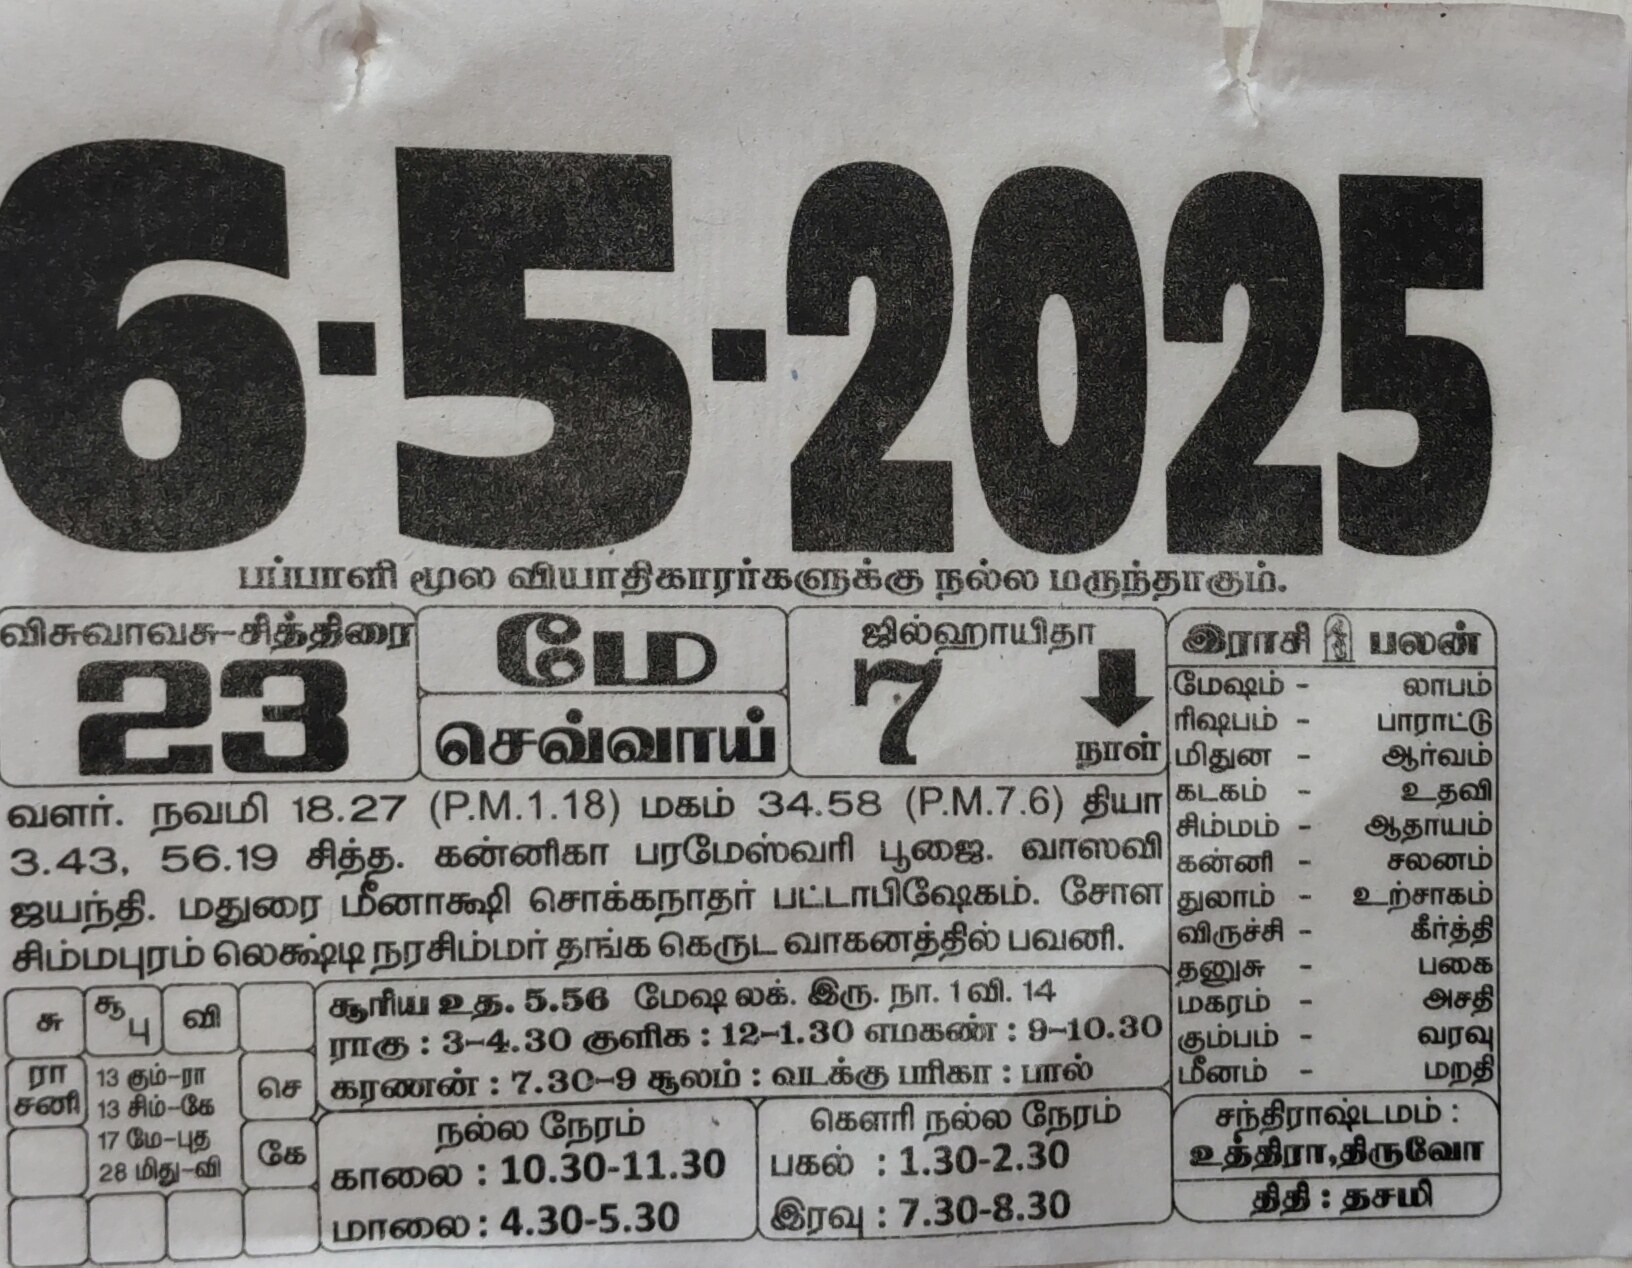 6-5-2025
பப்பாளி மூல வியாதிகாரர்களுக்கு நல்ல மருந்தாகும்.
விசுவாவசு-சித்திரை
23
மே
செவ்வாய்
ஜில்ஹாயிதா
7
நாள்
வளர். நவமி 18.27 (P.M.1.18) மகம் 34.58 (P.M.7.6) தியா
3.43, 56.19 சித்த. கன்னிகா பரமேஸ்வரி பூஜை. வாஸவி
ஜயந்தி. மதுரை மீனாக்ஷி சொக்கநாதர் பட்டாபிஷேகம். சோள
சிம்மபுரம் லெக்ஷ்டி நரசிம்மர் தங்க கெருட வாகனத்தில் பவனி.
இராசி பலன்
மேஷம் - லாபம்
ரிஷபம் - பாராட்டு
மிதுன - ஆர்வம்
கடகம் - உதவி
சிம்மம் - ஆதாயம்
கன்னி - சலனம்
துலாம் - உற்சாகம்
விருச்சி - கீர்த்தி
தனுசு - பகை
மகரம் - அசதி
கும்பம் - வரவு
மீனம் - மறதி
சு
சூ
பு
வி
ரா
சனி
13 கும்-ரா
13 சிம்-கே
17 மே-புத
28 மிது-வி
செ
கே
சூரிய உத. 5.56 மேஷ லக். இரு. நா. 1 வி. 14
ராகு : 3-4.30 குளிக : 12-1.30 எமகண் : 9-10.30
கரணன் : 7.30-9 சூலம் : வடக்கு பரிகா : பால்
நல்ல நேரம்
காலை : 10.30-11.30
மாலை : 4.30-5.30
கௌரி நல்ல நேரம்
பகல் : 1.30-2.30
இரவு : 7.30-8.30
சந்திராஷ்டமம் :
உத்திரா,திருவோ
திதி : தசமி